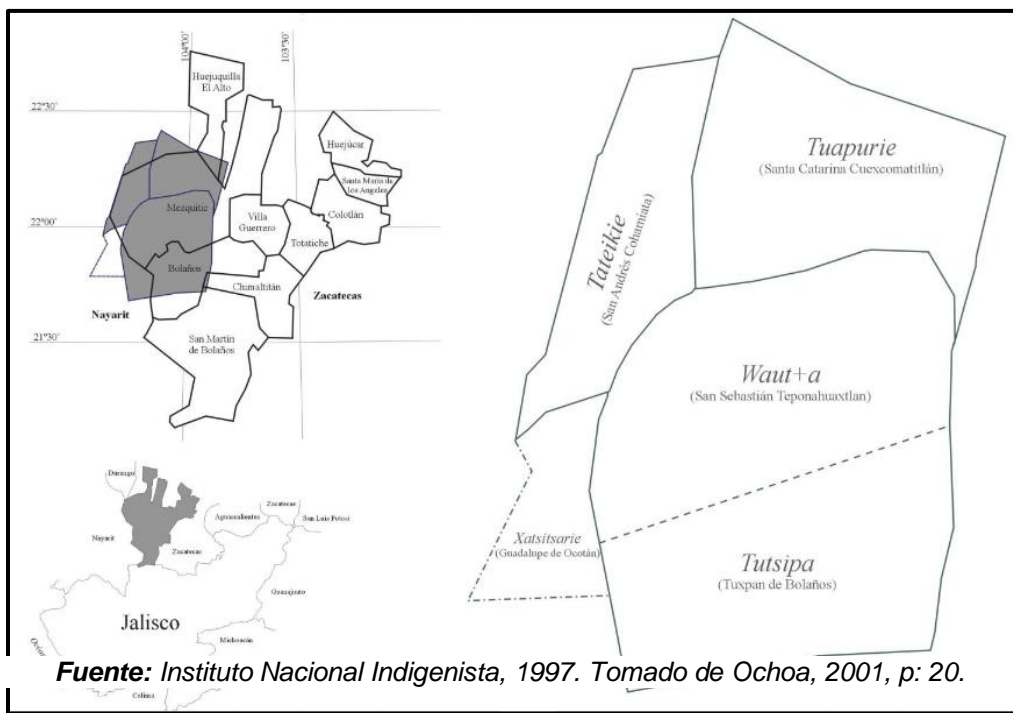 104°00'
103°30'
Huejuquilla
El Alto
22°30'
Huejúcar
Santa María de
los Angeles
Mezquitic
Colotlán
22°00'
Villa
Guerrero
Totatiche
Bolaños
Chimaltitán
Zacatecas
Nayarit
21°30'
San Martín
de Bolaños
Durango
Zacatecas
Aguascalientes
San Luis Potosí
Nayarit
Zacatecas
Guanajuato
Jalisco
Michoacán
Colima
Tuapurie
(Santa Catarina Cuexcomatitlán)
Tateikie
(San Andrés Cohamiata)
Waut+a
(San Sebastián Teponahuaxtlan)
Xatsitsarie
(Guadalupe de Ocotán)
Tutsipa
(Tuxpan de Bolaños)
Fuente: Instituto Nacional Indigenista, 1997. Tomado de Ochoa, 2001, p: 20.